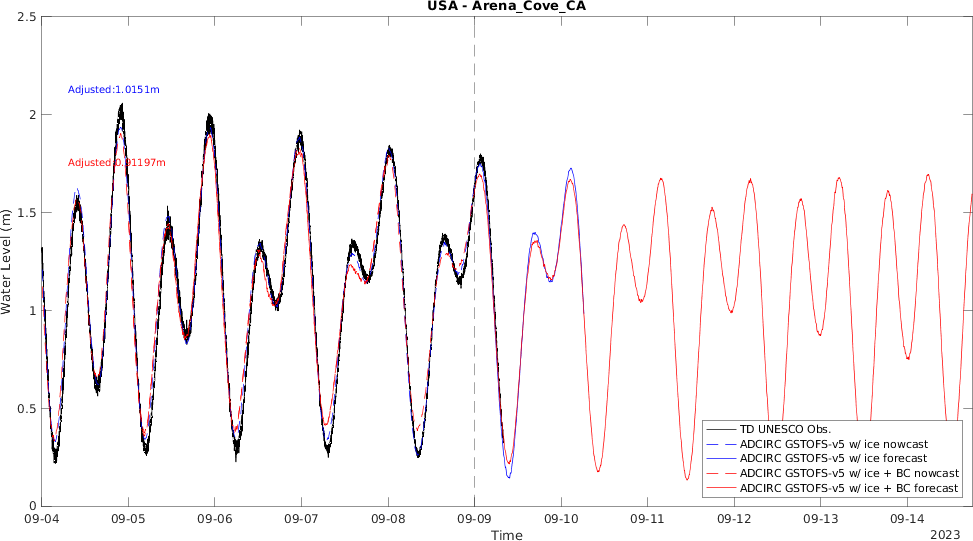 USA - Arena_Cove_CA
2.5
2
1.5
1
0.5
0
Water Level (m)
Adjusted:1.0151m
Adjusted:0.91197m
TD UNESCO Obs.
ADCIRC GSTOFS-v5 w/ ice nowcast
ADCIRC GSTOFS-v5 w/ ice forecast
ADCIRC GSTOFS-v5 w/ ice + BC nowcast
ADCIRC GSTOFS-v5 w/ ice + BC forecast
09-04 09-05 09-06 09-07 09-08 09-09 09-10 09-11 09-12 09-13 09-14
Time
2023